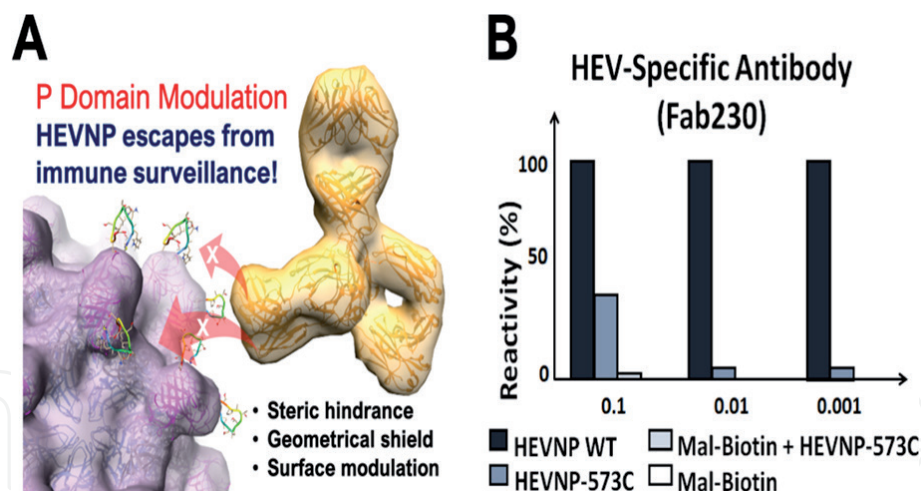 A
P Domain Modulation
HEVNP escapes from
immune surveillance!
X
X
• Steric hindrance
• Geometrical shield
• Surface modulation
B
HEV-Specific Antibody
(Fab230)
Reactivity (%)
100
50
0
0.1 0.01 0.001
HEVNP WT
Mal-Biotin + HEVNP-573C
HEVNP-573C
Mal-Biotin